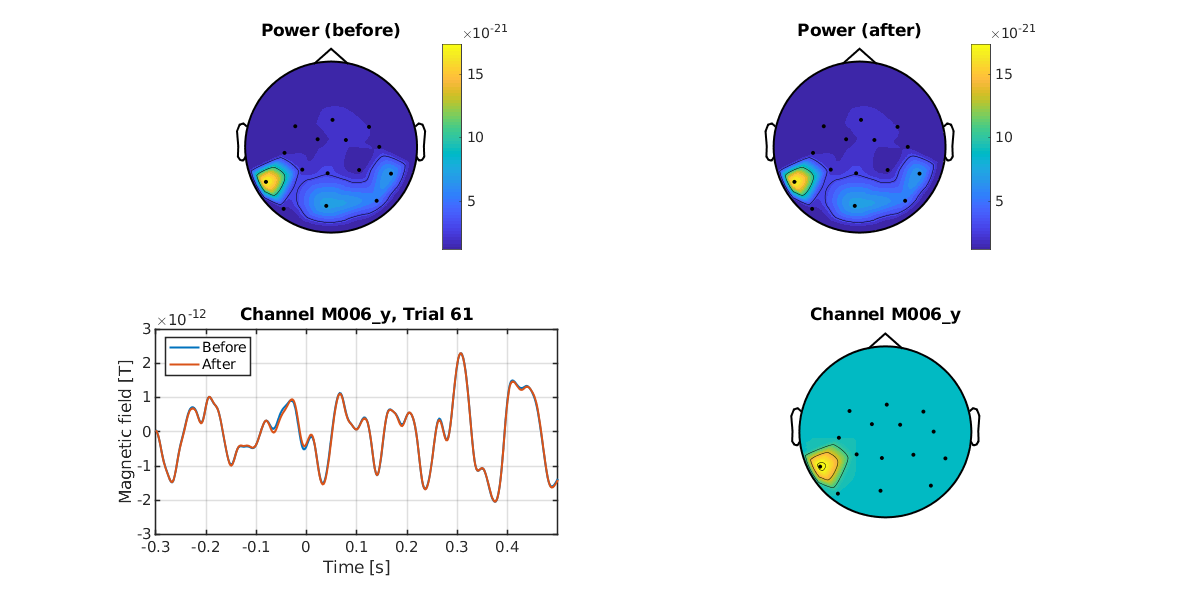 Power (before)
×10-21
15
10
5
Power (after)
×10-21
15
10
5
Channel M006_y, Trial 61
×10-12
3
2
1
0
-1
-2
-3
Magnetic field [T]
Before
After
-0.3 -0.2 -0.1 0 0.1 0.2 0.3 0.4
Time [s]
Channel M006_y